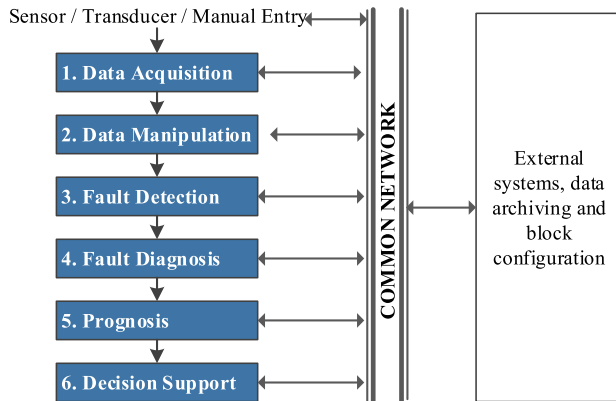 Sensor / Transducer / Manual Entry
1. Data Acquisition
2. Data Manipulation
3. Fault Detection
4. Fault Diagnosis
5. Prognosis
6. Decision Support
COMMON NETWORK
External
systems, data
archiving and
block
configuration